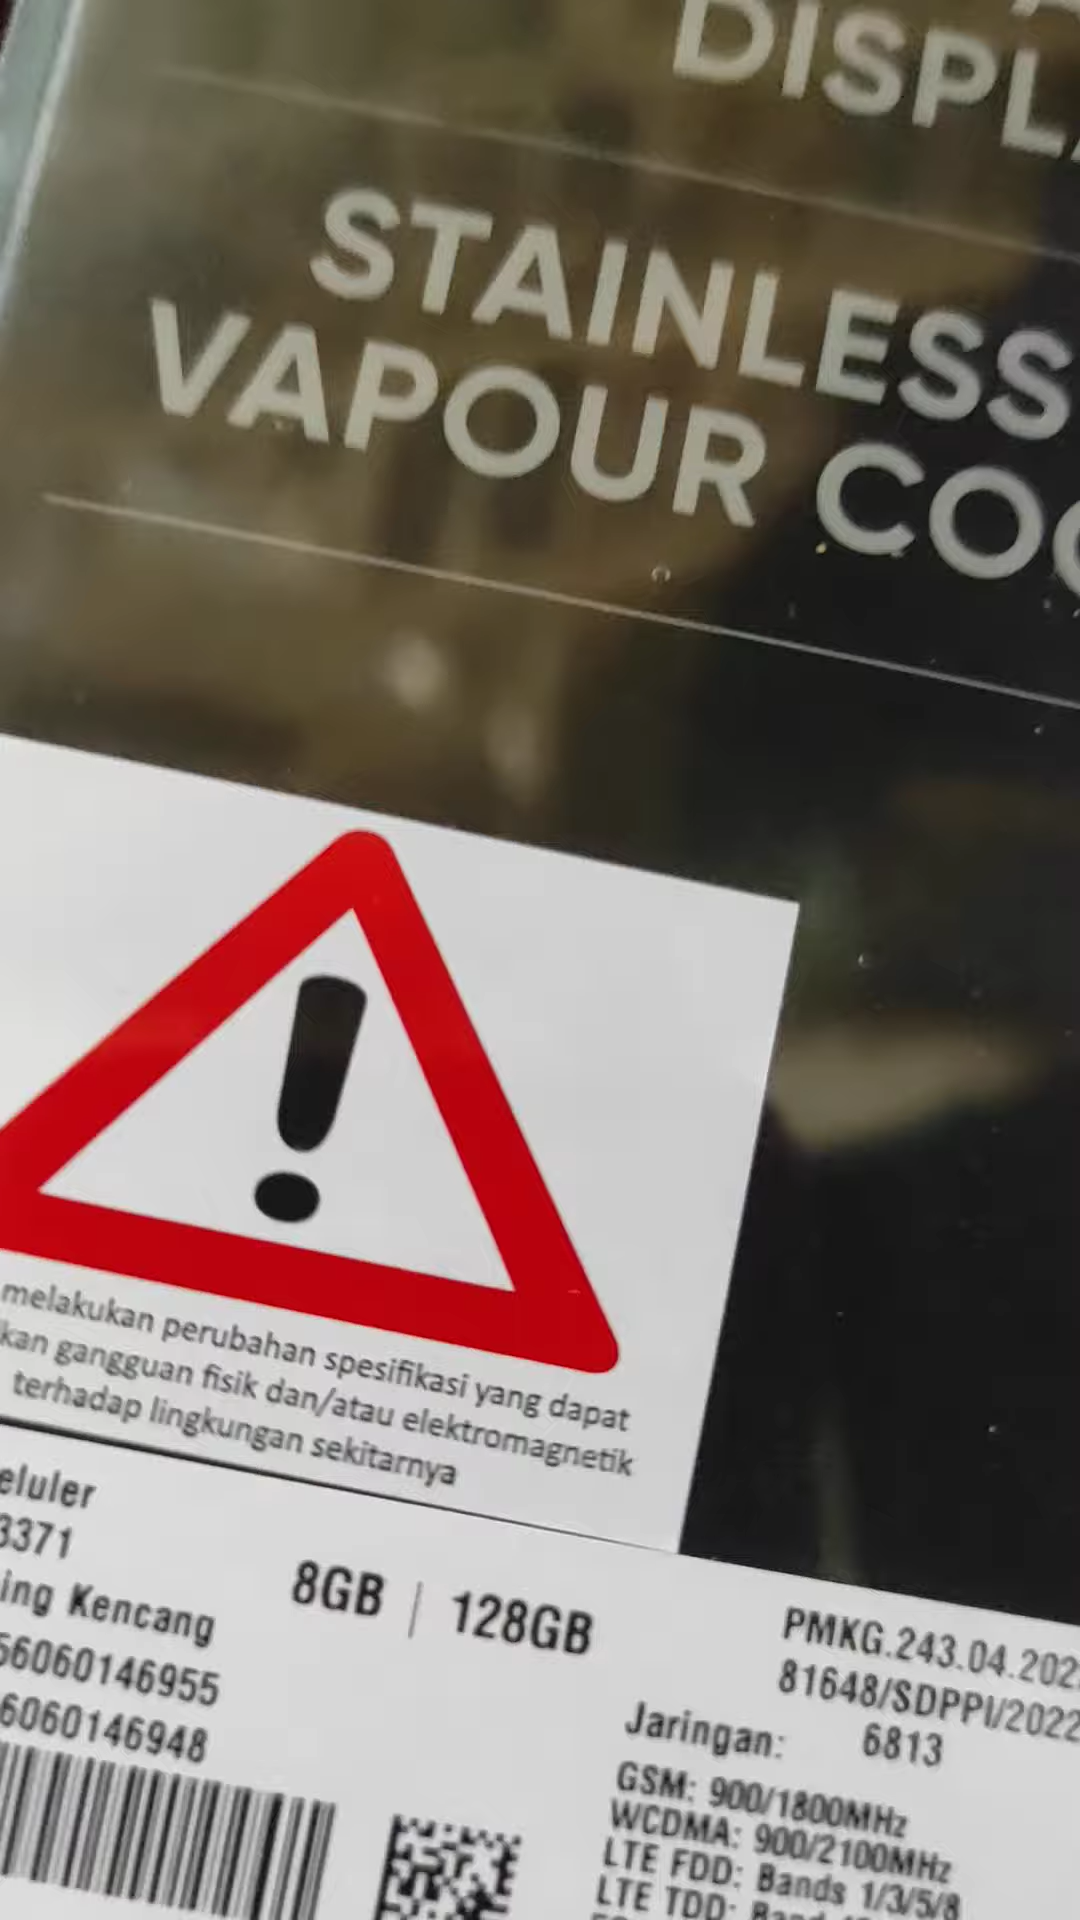 DISPL
STAINLESS
VAPOUR COO
melakukan perubahan spesifikasi yang dapat
kan gangguan fisik dan/atau elektromagnetik
terhadap lingkungan sekitarnya
eluler
3371
ing Kencang
56060146955
6060146948
8GB | 128GB
PMKG.243.04.202
81648/SDPPI/2022
6813
Jaringan:
GSM: 900/1800MHz
WCDMA: 900/2100MHz
LTE FDD: Bands 1/3/5/8
LTE TDD: